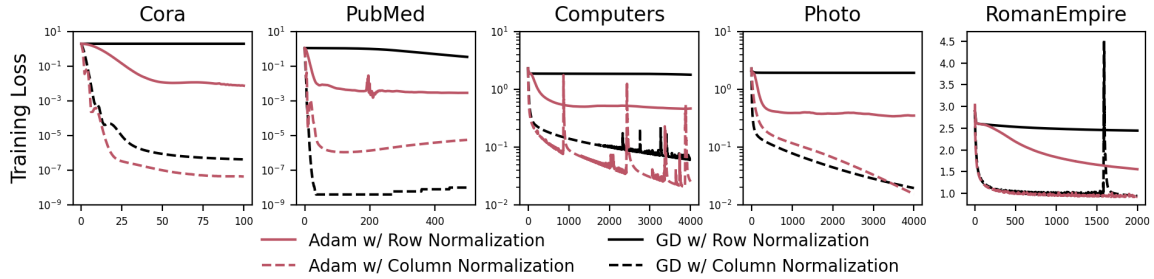 Cora
PubMed
Computers
Photo
RomanEmpire
Training Loss
10^1
10^-1
10^-3
10^-5
10^-7
10^-9
0 25 50 75 100
10^1
10^-1
10^-3
10^-5
10^-7
10^-9
0 200 400
10^1
10^0
10^-1
10^-2
0 1000 2000 3000 4000
10^1
10^0
10^-1
10^-2
0 1000 2000 3000 4000
4.5
4.0
3.5
3.0
2.5
2.0
1.5
1.0
0 500 1000 1500 2000
Adam w/ Row Normalization
GD w/ Row Normalization
Adam w/ Column Normalization
GD w/ Column Normalization